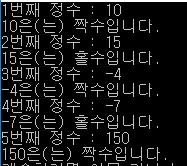 1번째 정수 : 10
10은(는) 짝수입니다.
2번째 정수 : 15
15은(는) 홀수입니다.
3번째 정수 : -4
-4은(는) 짝수입니다.
4번째 정수 : -7
-7은(는) 홀수입니다.
5번째 정수 : 150
150은(는) 짝수입니다.